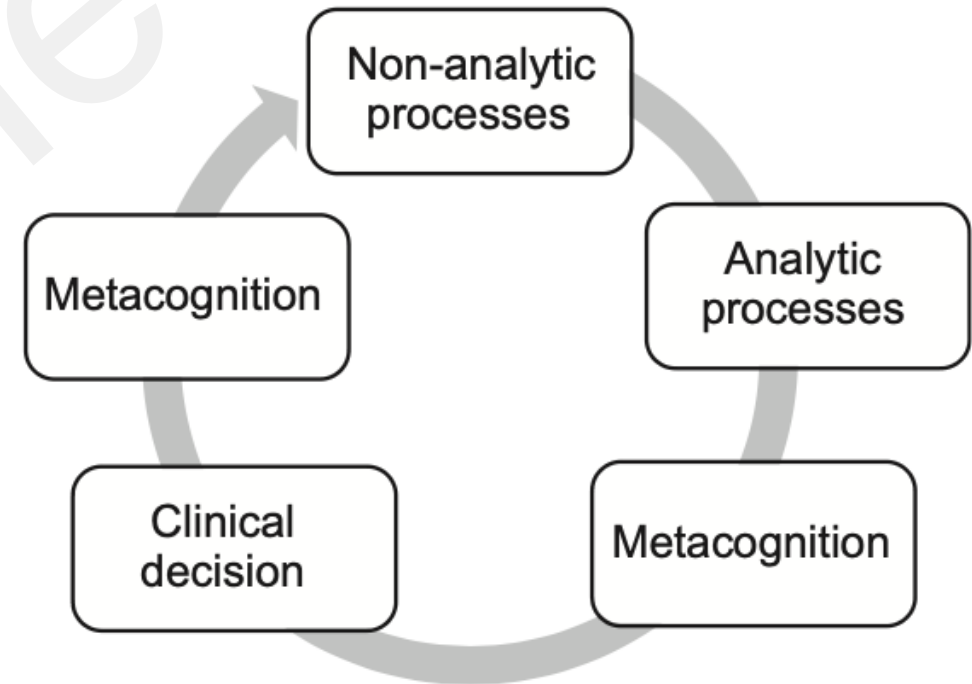 Non-analytic
processes
Analytic
processes
Metacognition
Clinical
decision
Metacognition